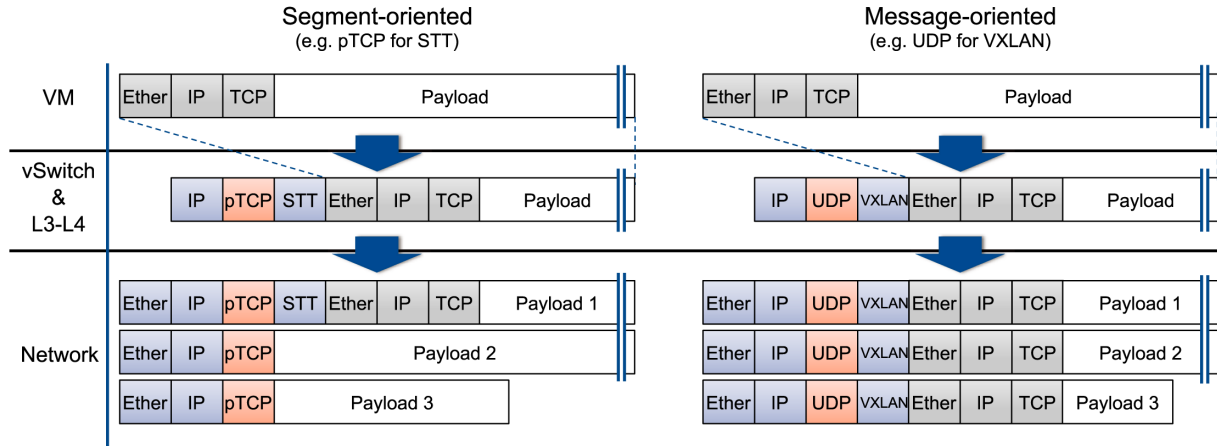 Segment-oriented
(e.g. pTCP for STT)
Message-oriented
(e.g. UDP for VXLAN)
VM
Ether IP TCP Payload
Ether IP TCP Payload
vSwitch
&
L3-L4
IP pTCP STT Ether IP TCP Payload
IP UDP VXLAN Ether IP TCP Payload
Network
Ether IP pTCP STT Ether IP TCP Payload 1
Ether IP pTCP Payload 2
Ether IP pTCP Payload 3
Ether IP UDP VXLAN Ether IP TCP Payload 1
Ether IP UDP VXLAN Ether IP TCP Payload 2
Ether IP UDP VXLAN Ether IP TCP Payload 3